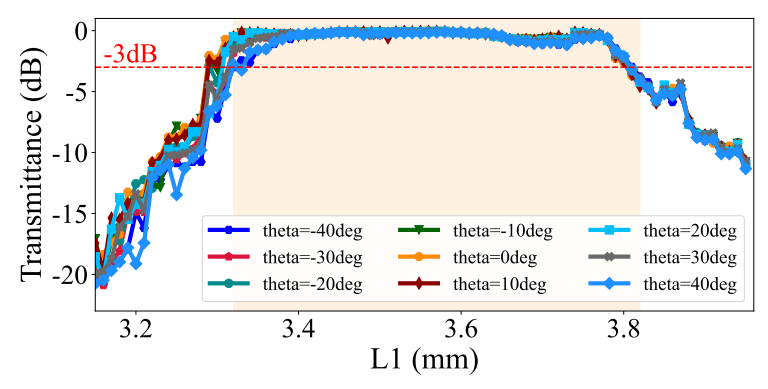 Transmittance (dB)
0
-5
-10
-15
-20
-3dB
theta=-40deg theta=-10deg theta=20deg
theta=-30deg theta=0deg theta=30deg
theta=-20deg theta=10deg theta=40deg
3.2 3.4 3.6 3.8
L1 (mm)